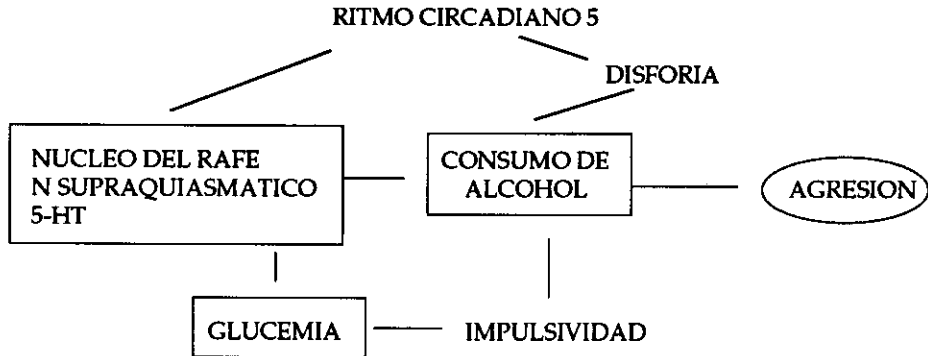 RITMO CIRCADIANO 5
DISFORIA
NUCLEO DEL RAFE
N SUPRAQUIASMATICO
5-HT
CONSUMO DE
ALCOHOL
AGRESION
GLUCEMIA
IMPULSIVIDAD